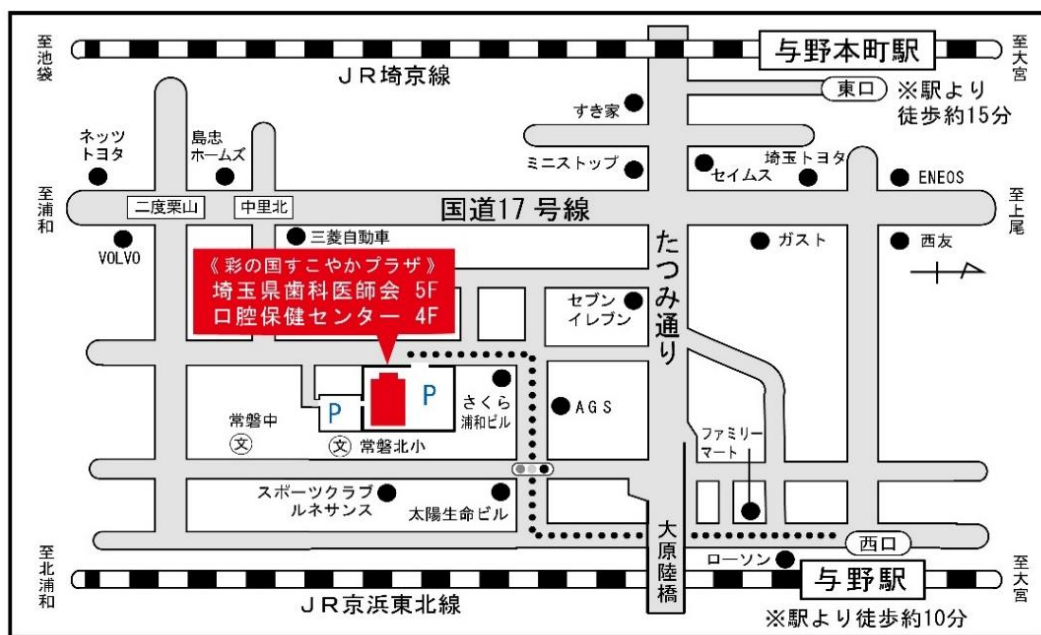 至池袋
JR埼京線
与野本町駅
至大宮
東口
※駅より
徒歩約15分
すき家
ネッツ
トヨタ
島忠
ホームズ
ミニストップ
セイムス
埼玉トヨタ
ENEOS
至浦和
二度栗山
中里北
国道17号線
至上尾
VOLVO
三菱自動車
たつみ通り
ガスト
西友
《彩の国すこやかプラザ》
埼玉県歯科医師会 5F
口腔保健センター 4F
セブン
イレブン
P
P
さくら
浦和ビル
AGS
常磐中
文
文
常磐北小
ファミリー
マート
スポーツクラブ
ルネサンス
太陽生命ビル
大原陸橋
西口
ローソン
至北浦和
JR京浜東北線
与野駅
至大宮
※駅より徒歩約10分